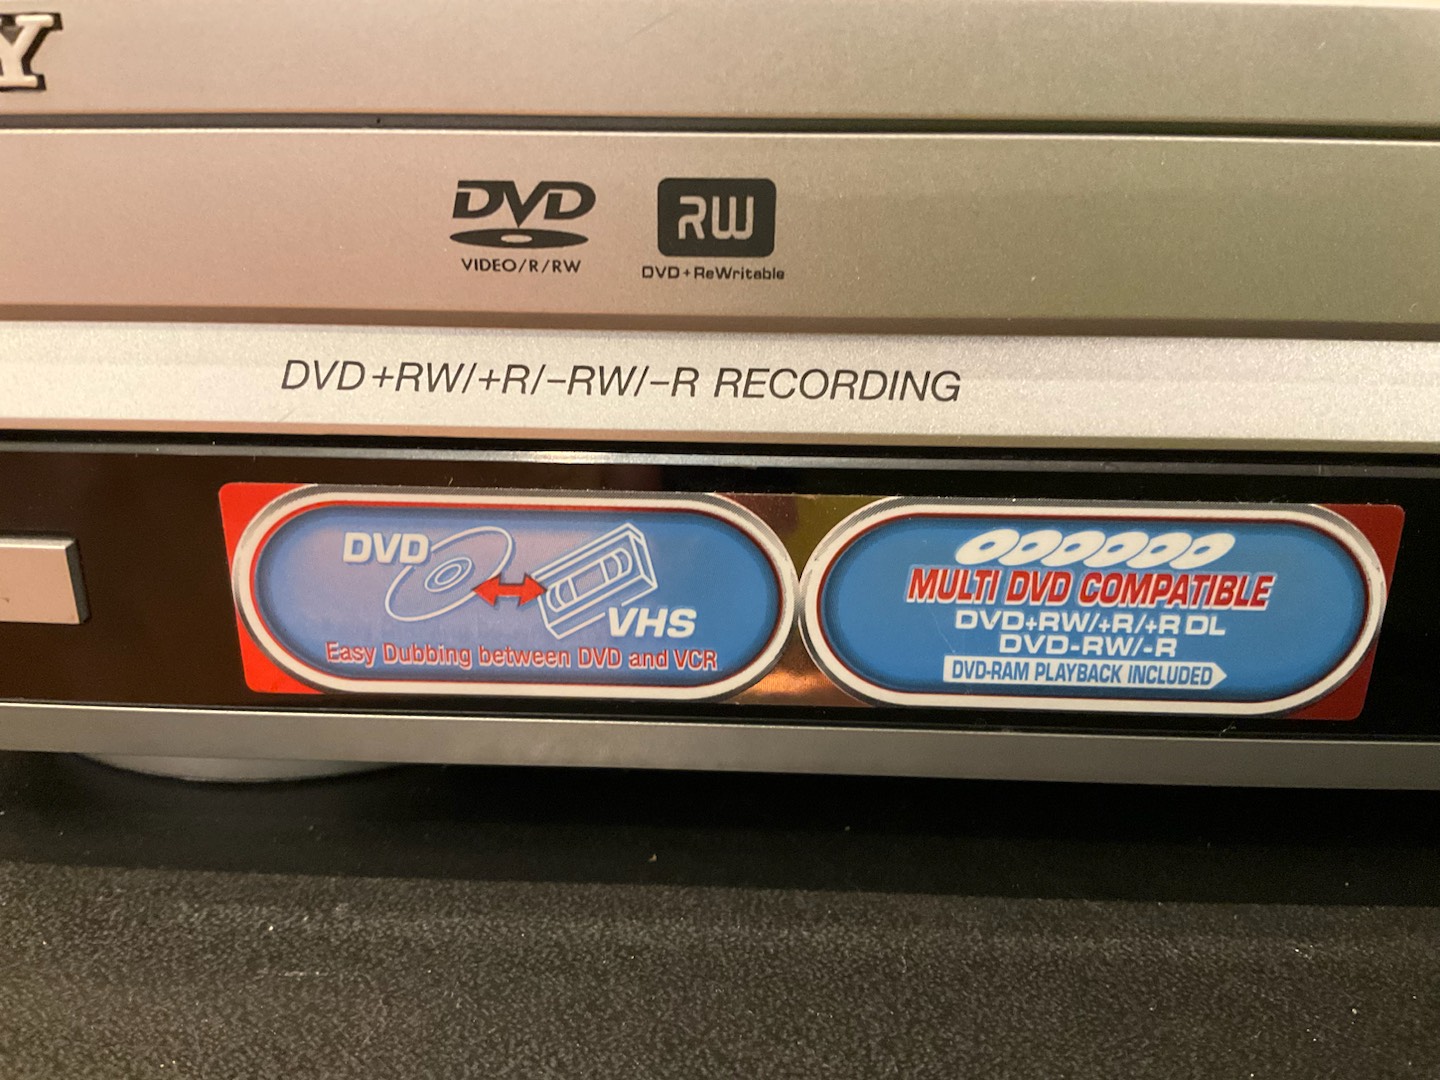 Y
DVD
VIDEO/R/RW
RW
DVD+ReWritable
DVD+RW/+R/-RW/-R RECORDING
DVD
VHS
Easy Dubbing between DVD and VCR
MULTI DVD COMPATIBLE
DVD+RW/+R/+R DL
DVD-RW/-R
DVD-RAM PLAYBACK INCLUDED